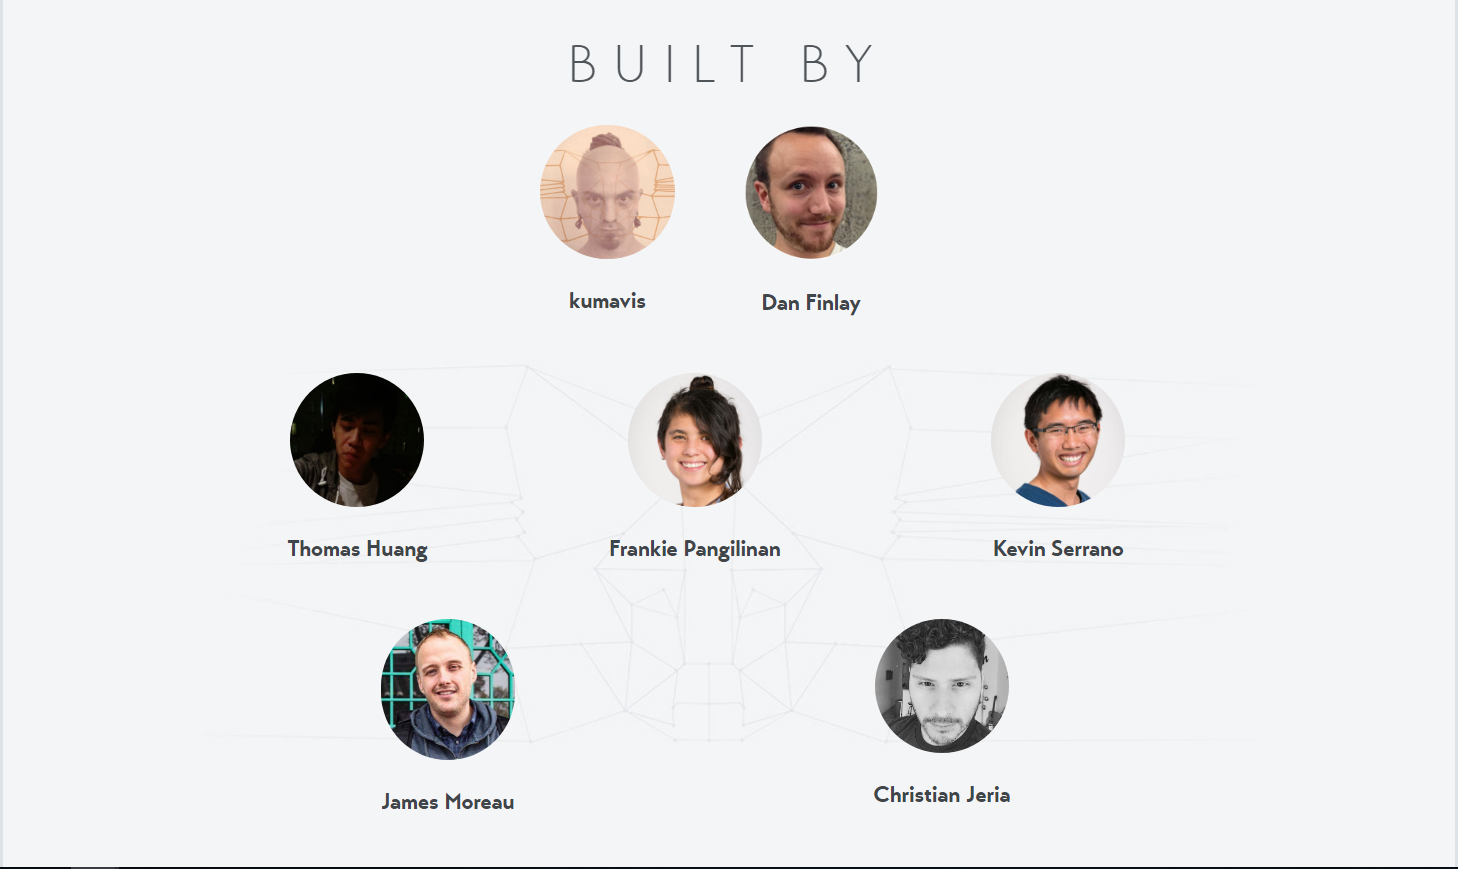 BUILT BY
kumavis
Dan Finlay
Thomas Huang
Frankie Pangilinan
Kevin Serrano
James Moreau
Christian Jeria